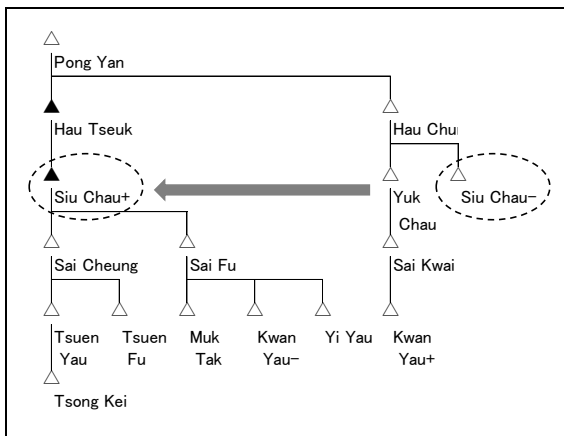 Pong Yan
Hau Tseuk
Hau Chu
Siu Chau+
Yuk
Chau
Siu Chau-
Sai Cheung
Sai Fu
Sai Kwai
Tsuen
Yau
Tsuen
Fu
Muk
Tak
Kwan
Yau-
Yi Yau
Kwan
Yau+
Tsong Kei